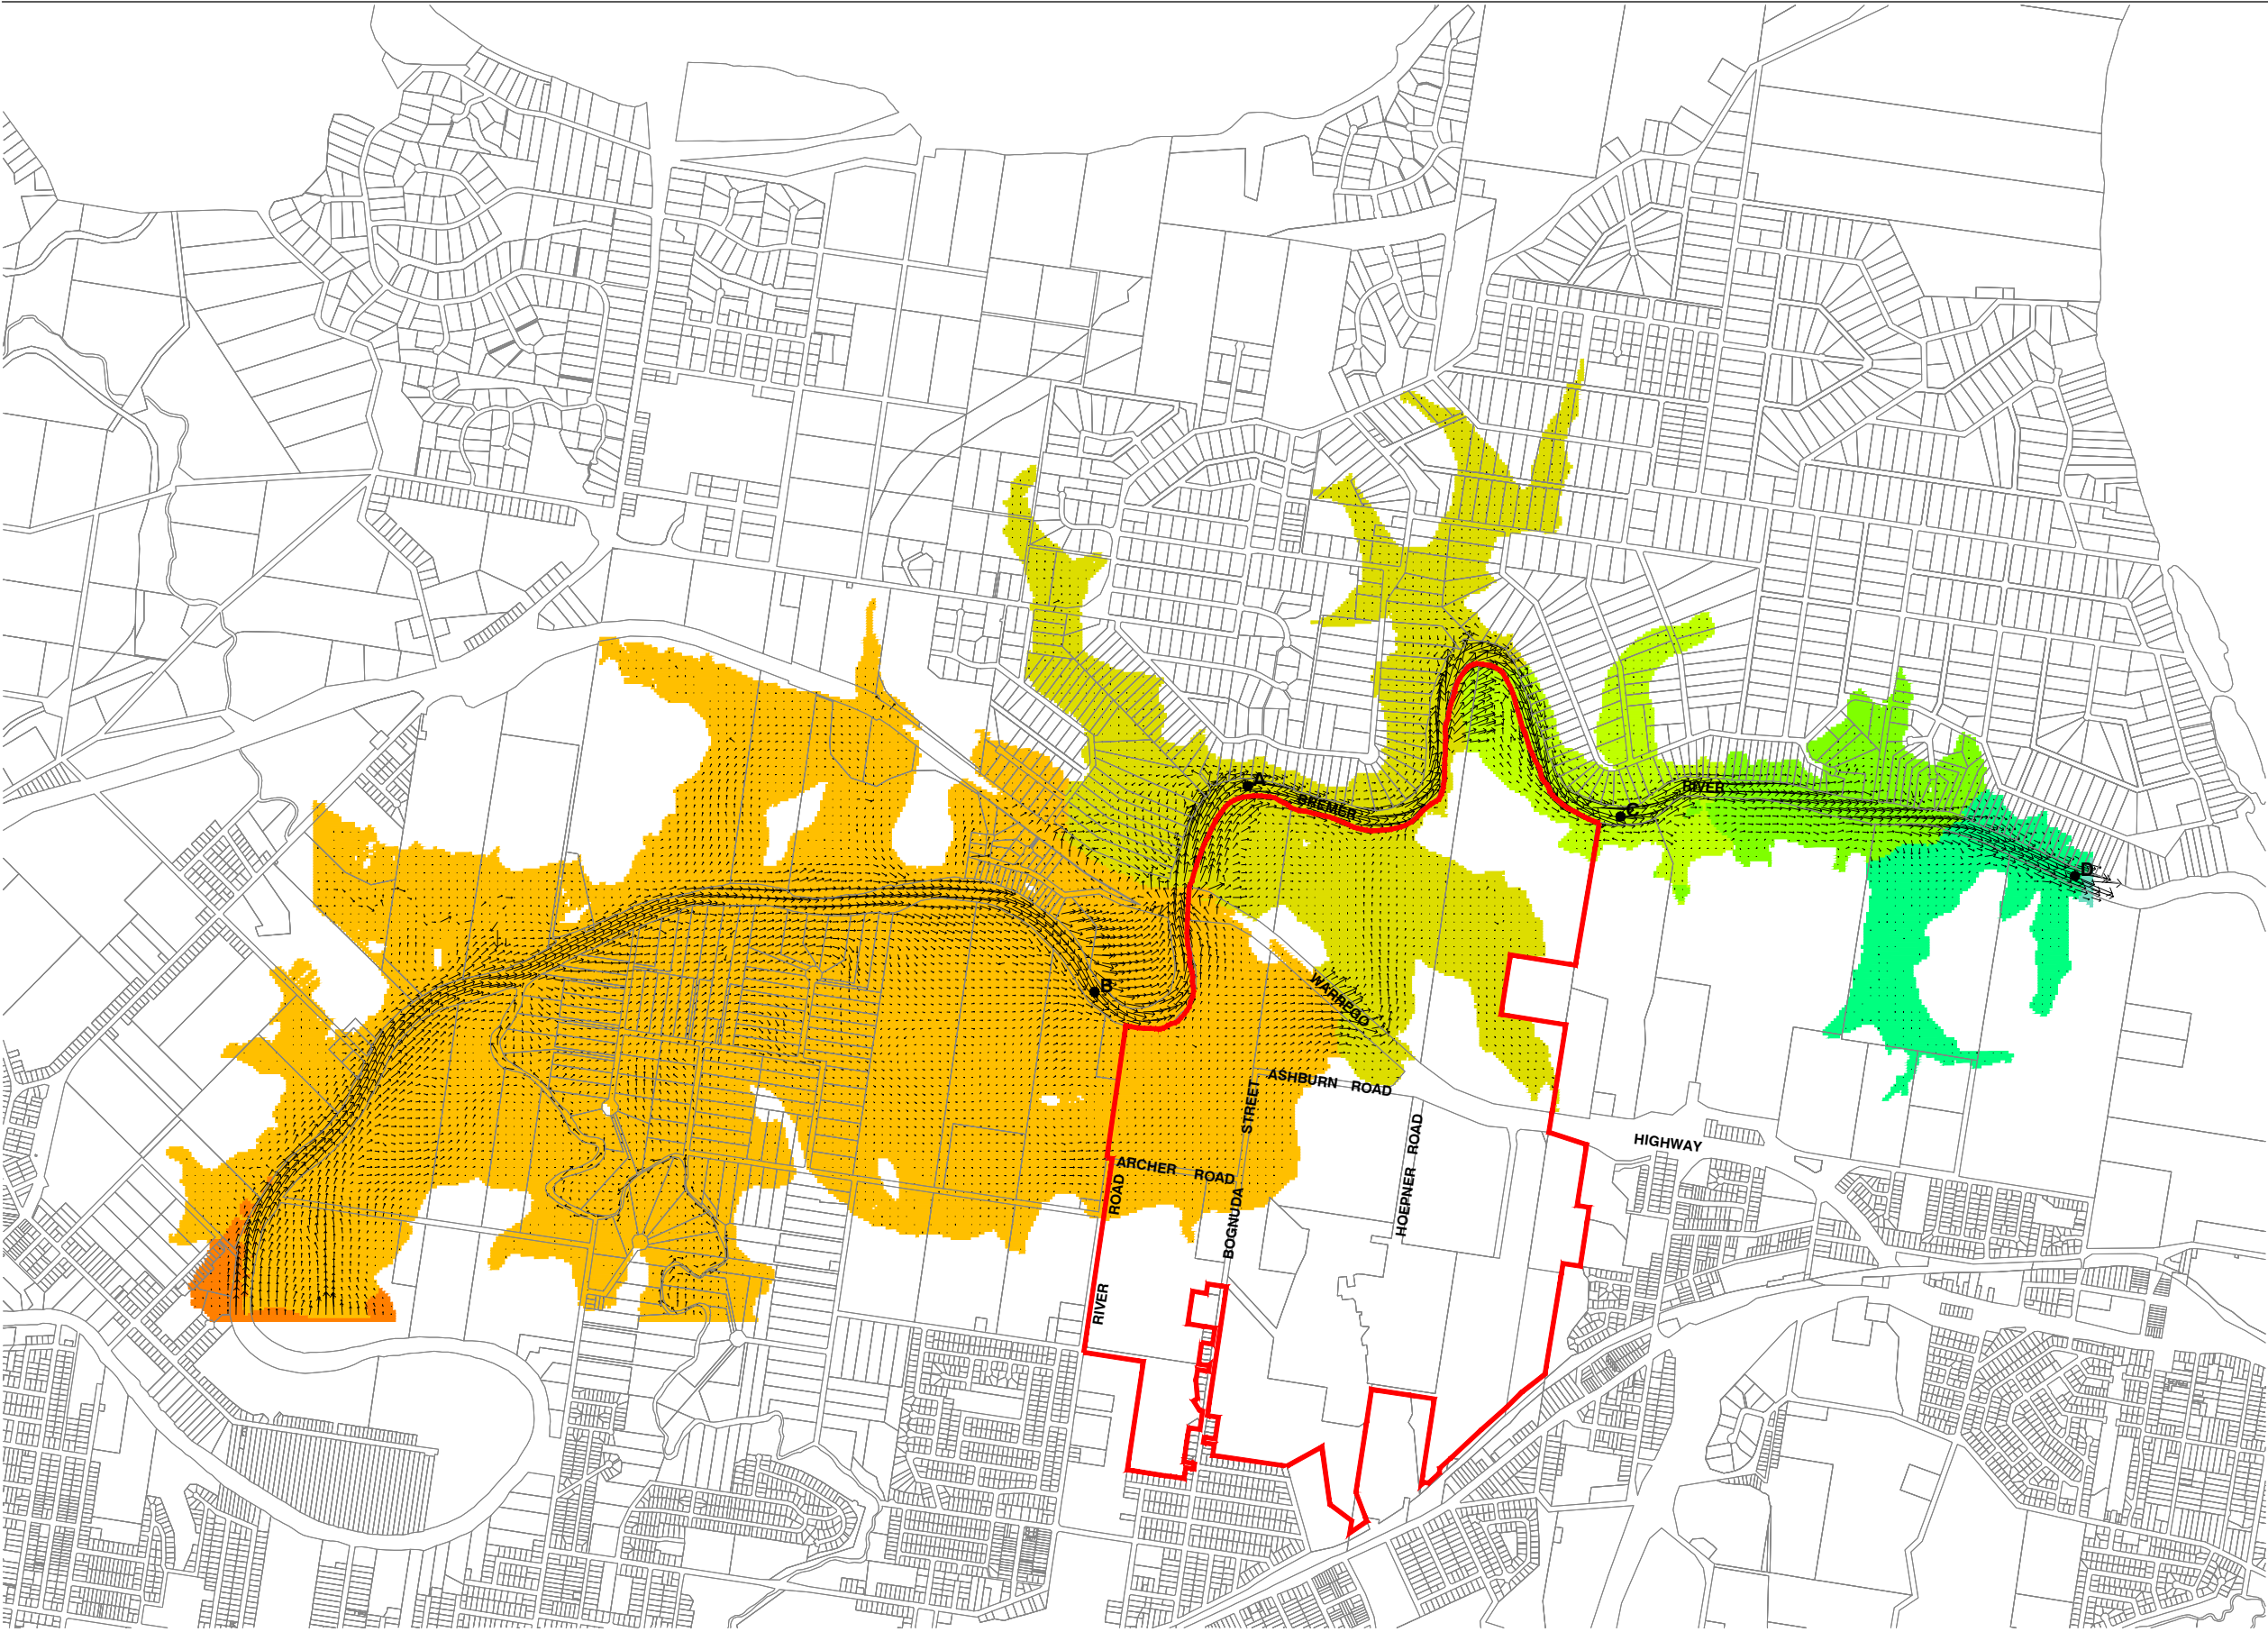 A
BREMER
RIVER
C
D
B
WARREGO
ASHBURN ROAD
STREET
HOEPNER ROAD
HIGHWAY
ARCHER ROAD
ROAD
BOGNUDA
RIVER